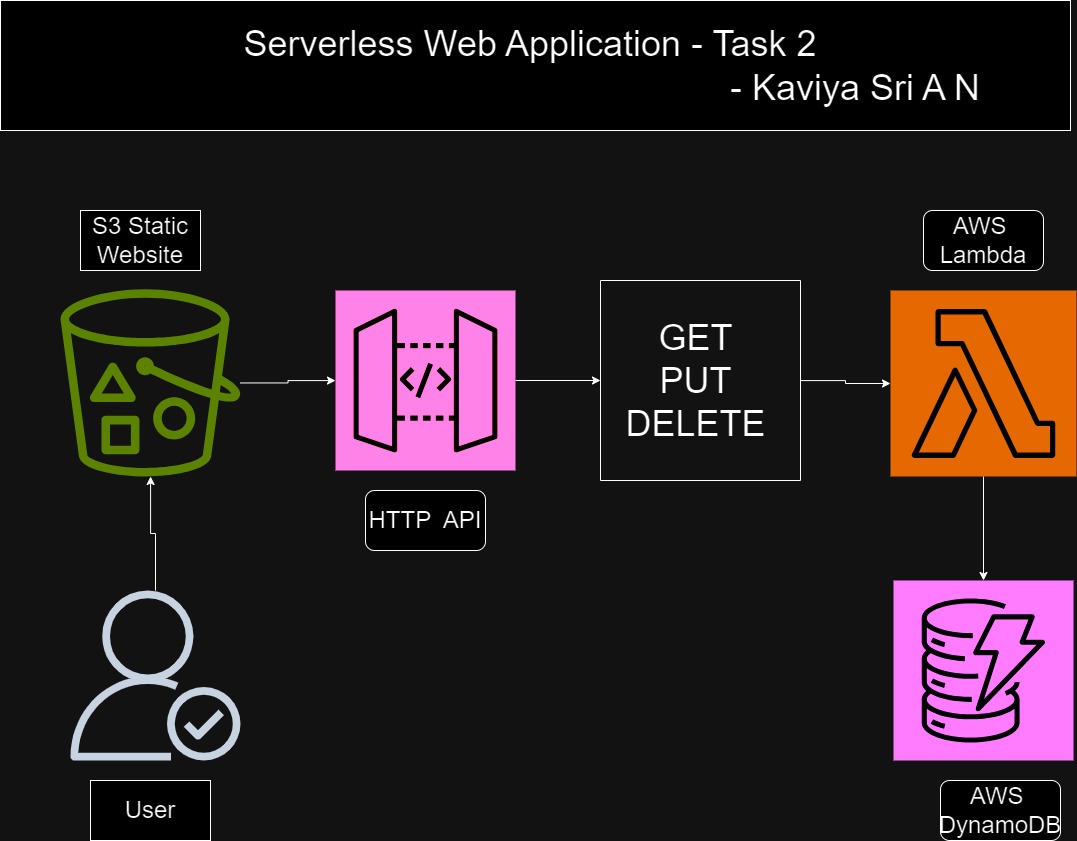 Serverless Web Application - Task 2
- Kaviya Sri A N
S3 Static
Website
AWS
Lambda
</>
GET
PUT
DELETE
HTTP API
User
AWS
DynamoDB